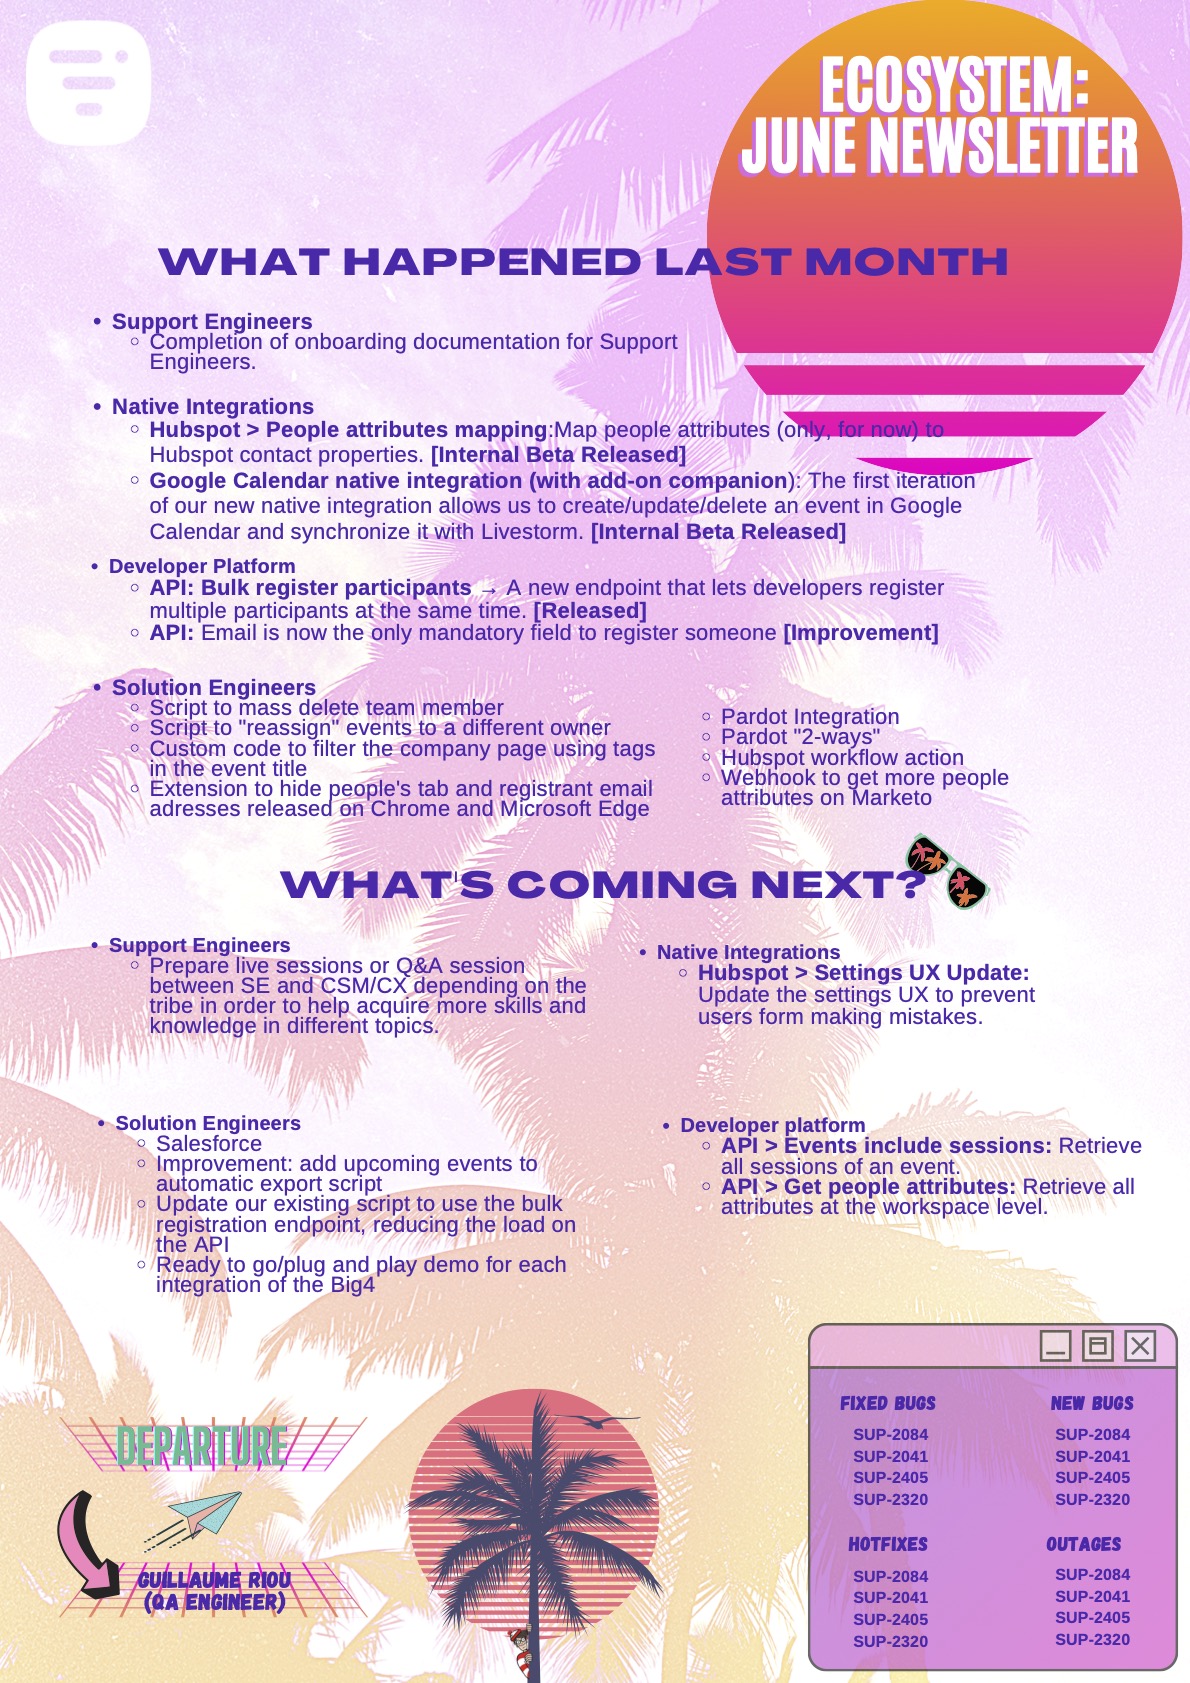 ECOSYSTEM:
JUNE NEWSLETTER
WHAT HAPPENED LAST MONTH
• Support Engineers
◦ Completion of onboarding documentation for Support
Engineers.
• Native Integrations
◦ Hubspot > People attributes mapping:Map people attributes (only, for now) to
Hubspot contact properties. [Internal Beta Released]
◦ Google Calendar native integration (with add-on companion): The first iteration
of our new native integration allows us to create/update/delete an event in Google
Calendar and synchronize it with Livestorm. [Internal Beta Released]
• Developer Platform
◦ API: Bulk register participants → A new endpoint that lets developers register
multiple participants at the same time. [Released]
◦ API: Email is now the only mandatory field to register someone [Improvement]
• Solution Engineers
◦ Script to mass delete team member
◦ Script to "reassign" events to a different owner
◦ Custom code to filter the company page using tags
in the event title
◦ Extension to hide people's tab and registrant email
adresses released on Chrome and Microsoft Edge
◦ Pardot Integration
◦ Pardot "2-ways"
◦ Hubspot workflow action
◦ Webhook to get more people
attributes on Marketo
WHAT'S COMING NEXT?
• Support Engineers
◦ Prepare live sessions or Q&A session
between SE and CSM/CX depending on the
tribe in order to help acquire more skills and
knowledge in different topics.
• Native Integrations
◦ Hubspot > Settings UX Update:
Update the settings UX to prevent
users form making mistakes.
• Solution Engineers
◦ Salesforce
◦ Improvement: add upcoming events to
automatic export script
◦ Update our existing script to use the bulk
registration endpoint, reducing the load on
the API
◦ Ready to go/plug and play demo for each
integration of the Big4
• Developer platform
◦ API > Events include sessions: Retrieve
all sessions of an event.
◦ API > Get people attributes: Retrieve all
attributes at the workspace level.
DEPARTURE
GUILLAUME RIOU
(QA ENGINEER)
FIXED BUGS
SUP-2084
SUP-2041
SUP-2405
SUP-2320
NEW BUGS
SUP-2084
SUP-2041
SUP-2405
SUP-2320
HOTFIXES
SUP-2084
SUP-2041
SUP-2405
SUP-2320
OUTAGES
SUP-2084
SUP-2041
SUP-2405
SUP-2320